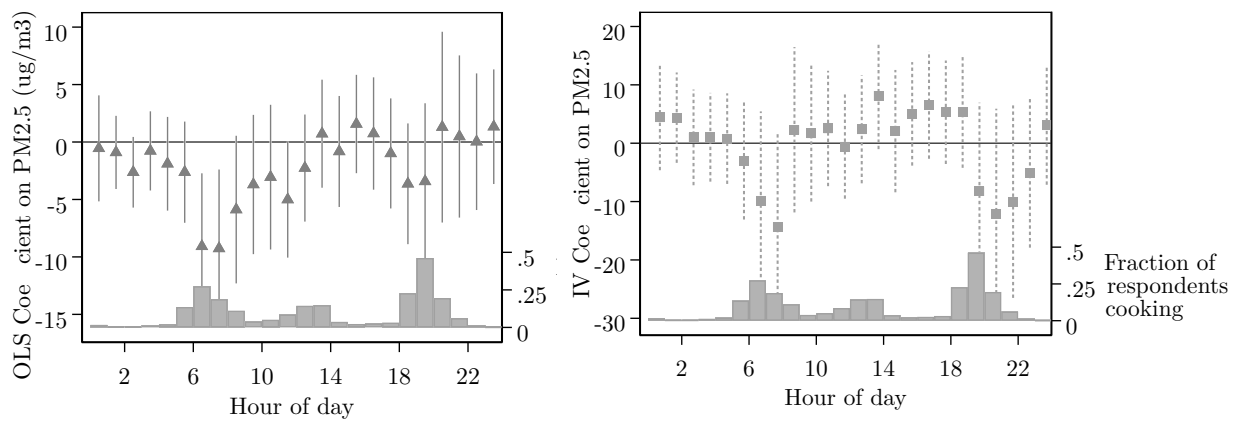 OLS Coe cient on PM2.5 (ug/m3)
10
5
0
-5
-10
-15
.5
.25
0
2 6 10 14 18 22
Hour of day
IV Coe cient on PM2.5
20
10
0
-10
-20
-30
.5
.25
0
2 6 10 14 18 22
Hour of day
Fraction of
respondents
cooking